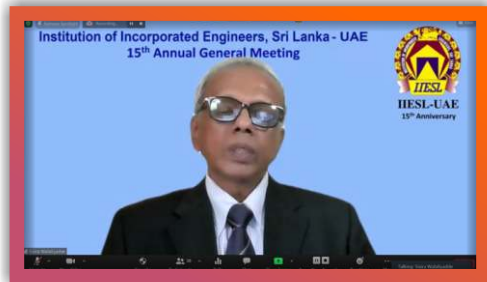 Institution of Incorporated Engineers, Sri Lanka - UAE
15th Annual General Meeting
IIESL
IIESL-UAE
15th Anniversary